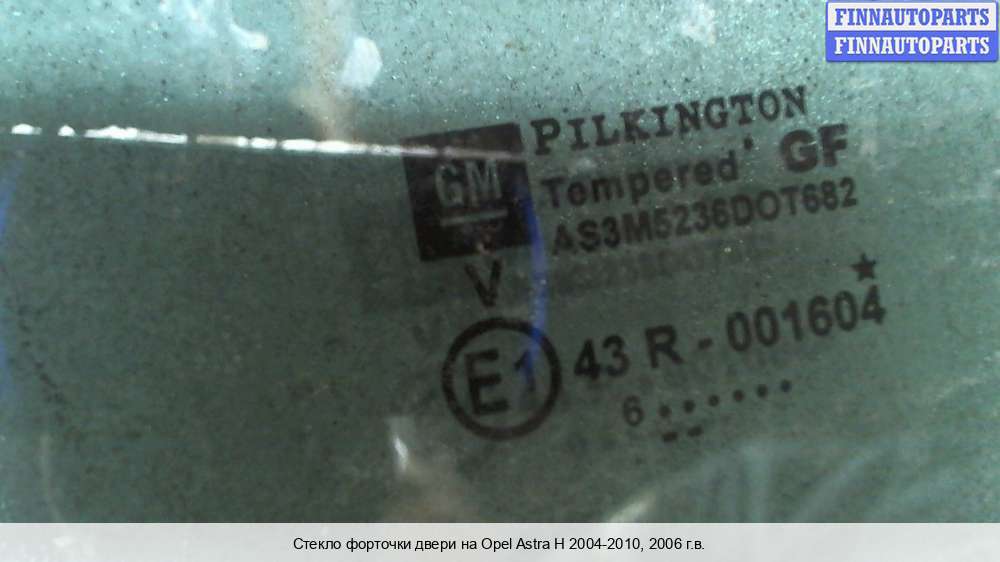 FINNAUTOPARTS
FINNAUTOPARTS
PILKINGTON
GM
Tempered' GF
AS3M5236DOT682
V
★
E1 43 R - 001604
6 • • • • • •
- -
Стекло форточки двери на Opel Astra H 2004-2010, 2006 г.в.